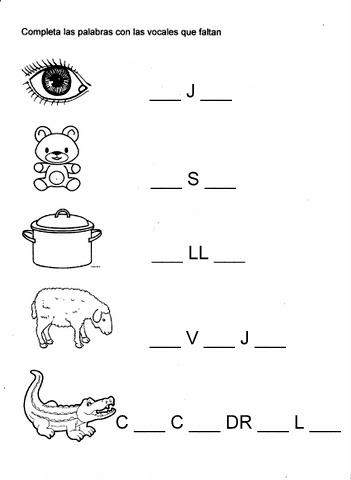 Completa las palabras con las vocales que faltan
___ J ___
___ S ___
___ LL ___
___ V ___ J ___
C ___ C ___ DR ___ L ___